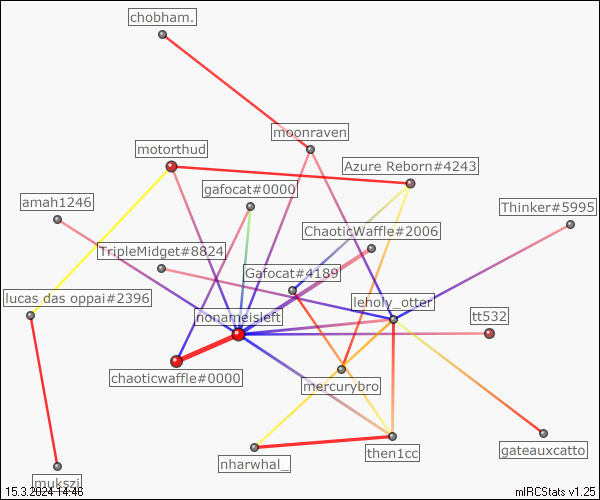 chobham.
moonraven
motorthud
Azure Reborn#4243
gafocat#0000
amah1246
Thinker#5995
ChaoticWaffle#2006
TripleMidget#8824
Gafocat#4189
lucas das oppai#2396
leholy_otter
nonameisleft
tt532
chaoticwaffle#0000
mercurybro
gateauxcatto
then1cc
nharwhal_
mukszi
15.3.2024 14:46
mIRCStats v1.25